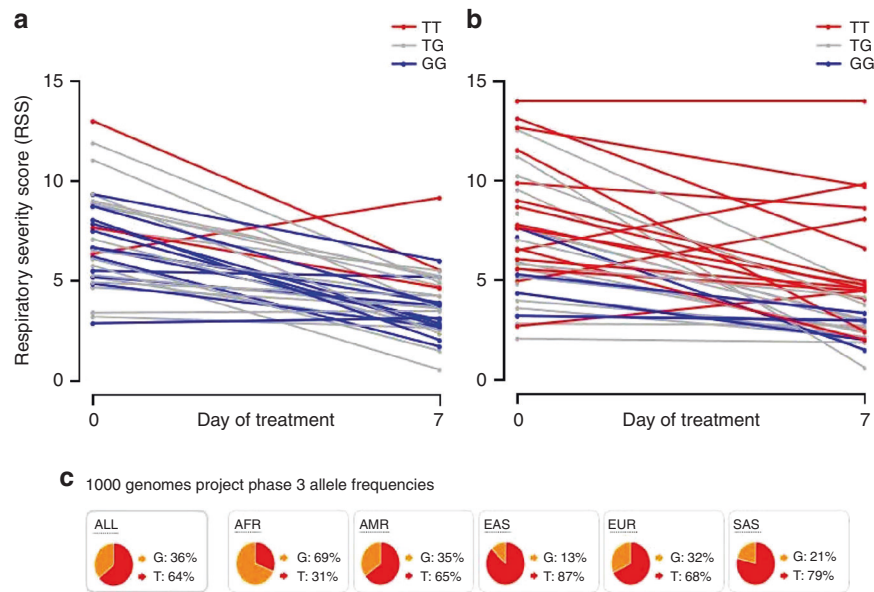 a
TT
TG
GG
15
10
5
0
Respiratory severity score (RSS)
0 Day of treatment 7
b
TT
TG
GG
15
10
5
0
0 Day of treatment 7
c 1000 genomes project phase 3 allele frequencies
ALL
G: 36%
T: 64%
AFR
G: 69%
T: 31%
AMR
G: 35%
T: 65%
EAS
G: 13%
T: 87%
EUR
G: 32%
T: 68%
SAS
G: 21%
T: 79%